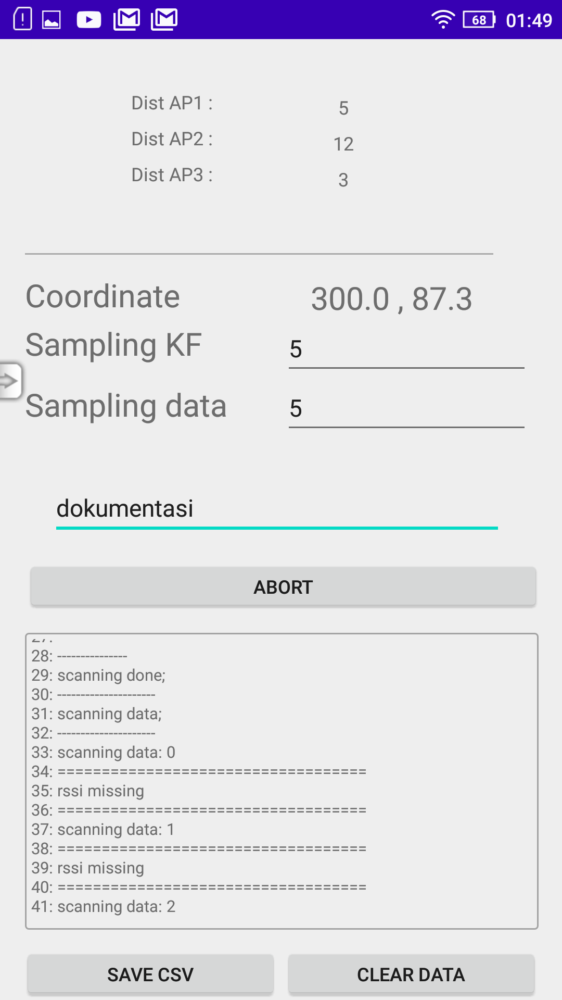 68 01:49
Dist AP1 : 5
Dist AP2 : 12
Dist AP3 : 3
Coordinate 300.0 , 87.3
Sampling KF 5
Sampling data 5
dokumentasi
ABORT
27:
28: ---------------
29: scanning done;
30: ---------------------
31: scanning data;
32: ---------------------
33: scanning data: 0
34: ===================================
35: rssi missing
36: ===================================
37: scanning data: 1
38: ===================================
39: rssi missing
40: ===================================
41: scanning data: 2
SAVE CSV CLEAR DATA